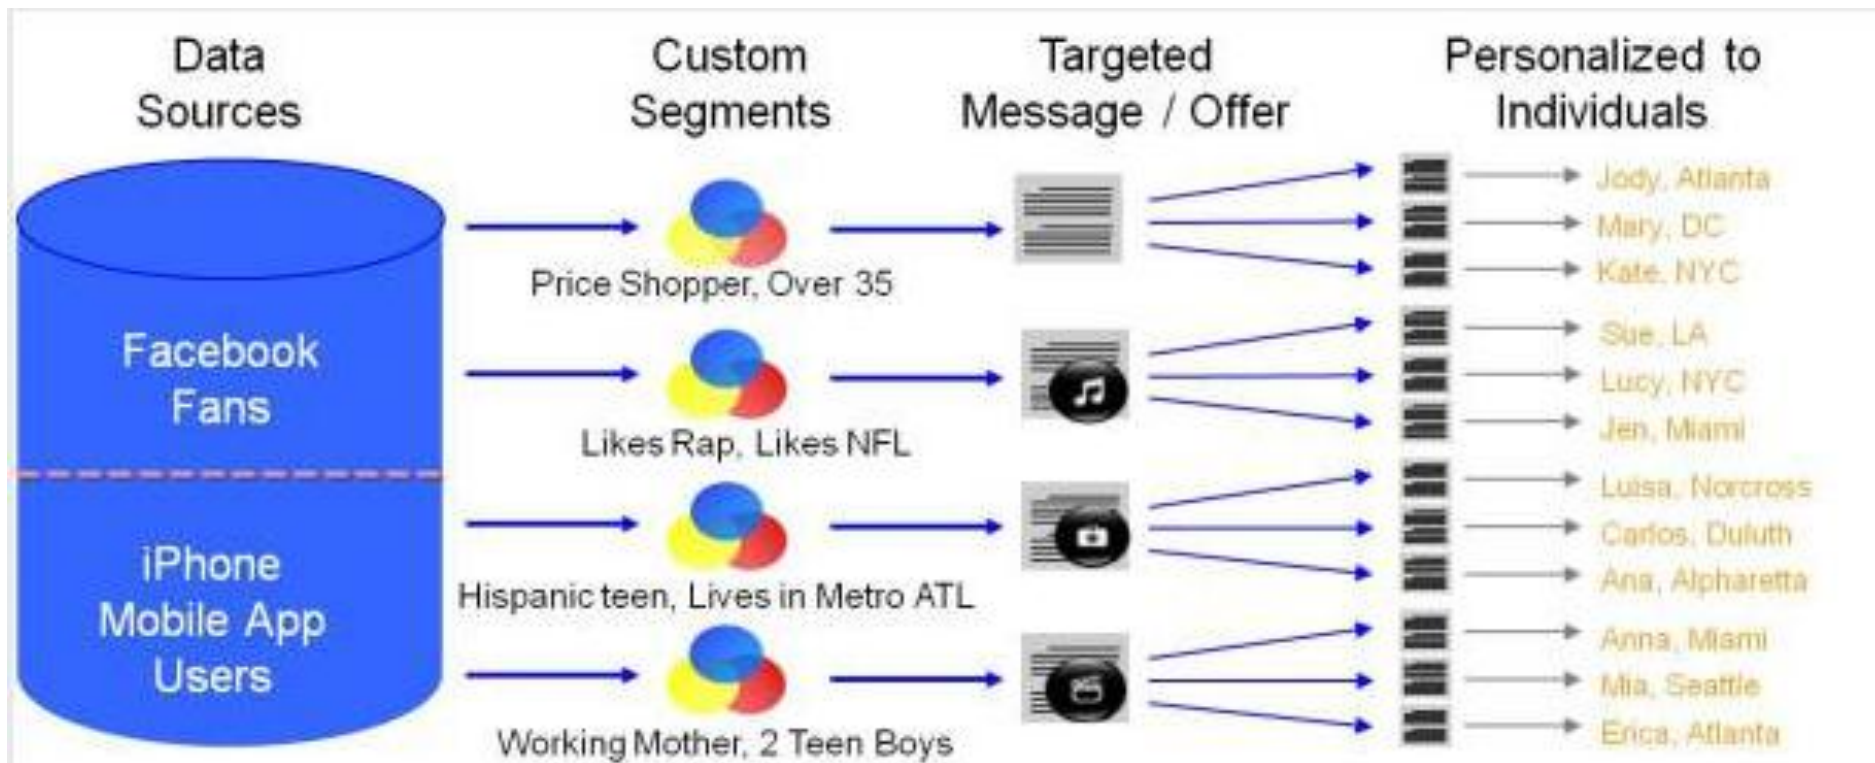 Data
Sources
Custom
Segments
Targeted
Message / Offer
Personalized to
Individuals
Facebook
Fans
iPhone
Mobile App
Users
Price Shopper, Over 35
Likes Rap, Likes NFL
Hispanic teen, Lives in Metro ATL
Working Mother, 2 Teen Boys
Jody, Atlanta
Mary, DC
Kate, NYC
Sue, LA
Lucy, NYC
Jen, Miami
Luisa, Norcross
Carlos, Duluth
Ana, Alpharetta
Anna, Miami
Mia, Seattle
Erica, Atlanta